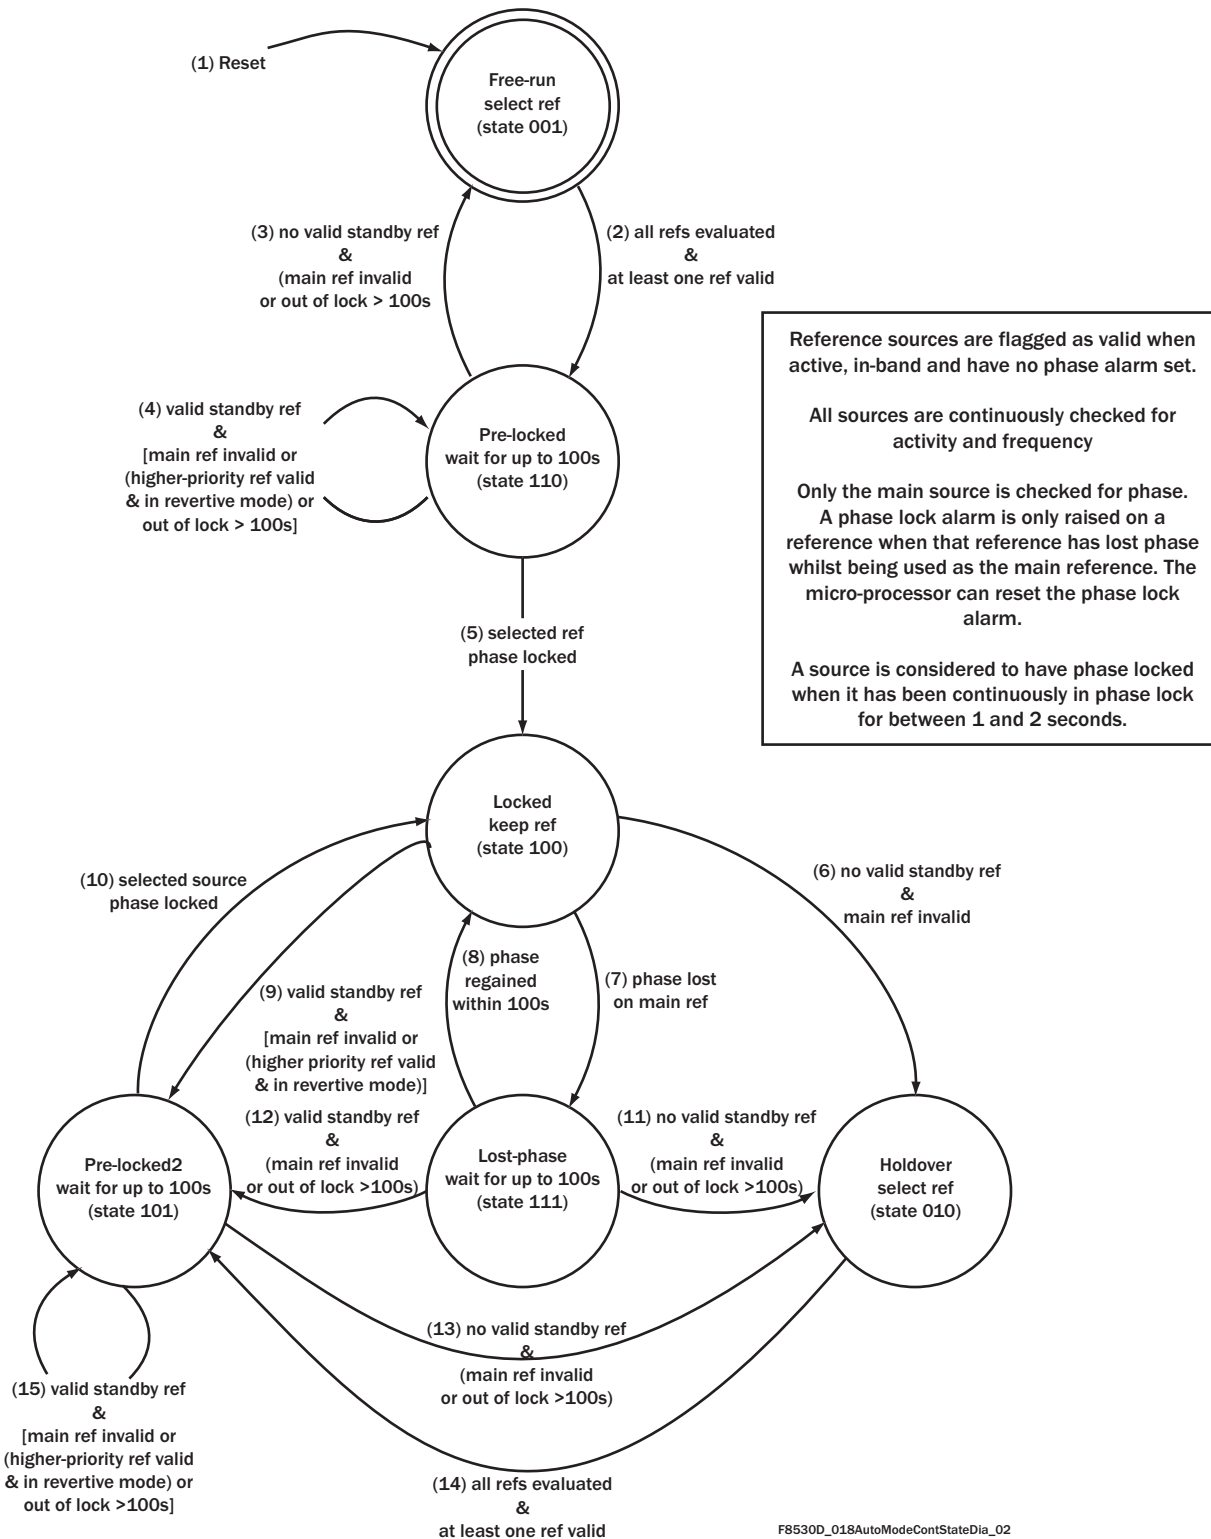 (1) Reset
Free-run
select ref
(state 001)
(3) no valid standby ref
&
(main ref invalid
or out of lock > 100s
(2) all refs evaluated
&
at least one ref valid
Reference sources are flagged as valid when
active, in-band and have no phase alarm set.
All sources are continuously checked for
activity and frequency
Only the main source is checked for phase.
A phase lock alarm is only raised on a
reference when that reference has lost phase
whilst being used as the main reference. The
micro-processor can reset the phase lock
alarm.
A source is considered to have phase locked
when it has been continuously in phase lock
for between 1 and 2 seconds.
(4) valid standby ref
&
[main ref invalid or
(higher-priority ref valid
& in revertive mode) or
out of lock > 100s]
Pre-locked
wait for up to 100s
(state 110)
(5) selected ref
phase locked
Locked
keep ref
(state 100)
(10) selected source
phase locked
(6) no valid standby ref
&
main ref invalid
(8) phase
regained
within 100s
(7) phase lost
on main ref
(9) valid standby ref
&
[main ref invalid or
(higher priority ref valid
& in revertive mode)]
(12) valid standby ref
&
(main ref invalid
or out of lock >100s)
(11) no valid standby ref
&
(main ref invalid
or out of lock >100s)
Pre-locked2
wait for up to 100s
(state 101)
Lost-phase
wait for up to 100s
(state 111)
Holdover
select ref
(state 010)
(13) no valid standby ref
&
(main ref invalid
or out of lock >100s)
(15) valid standby ref
&
[main ref invalid or
(higher-priority ref valid
& in revertive mode) or
out of lock >100s]
(14) all refs evaluated
&
at least one ref valid
F8530D_018AutoModeContStateDia_02